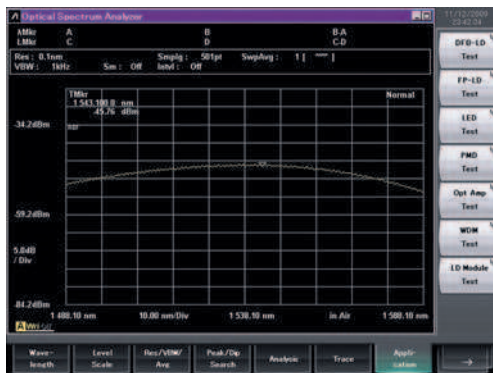 Optical Spectrum Analyzer
11/12/2009
AMkr A B B-A
LMkr C D C-D
Res : 0.1nm Smplg : 501pt SwpAvg : 1 |
VBW : 1kHz Sm : Off Intvl : Off
TMkr
1 543.100 0 nm
-45.76 dBm
Normal
-34.2dBm
REF
-59.2dBm
5.0dB
/ Div
-84.2dBm
1 488.10 nm 10.00 nm/Div 1 538.10 nm in Air 1 588.10 nm
DFB-LD
Test
FP-LD
Test
LED
Test
PMD
Test
Opt Amp
Test
WDM
Test
LD Module
Test
Wave-
length
Level
Scale
Res/VBW/
Avg
Peak/Dip
Search
Analysis
Trace
Appli-
cation
→